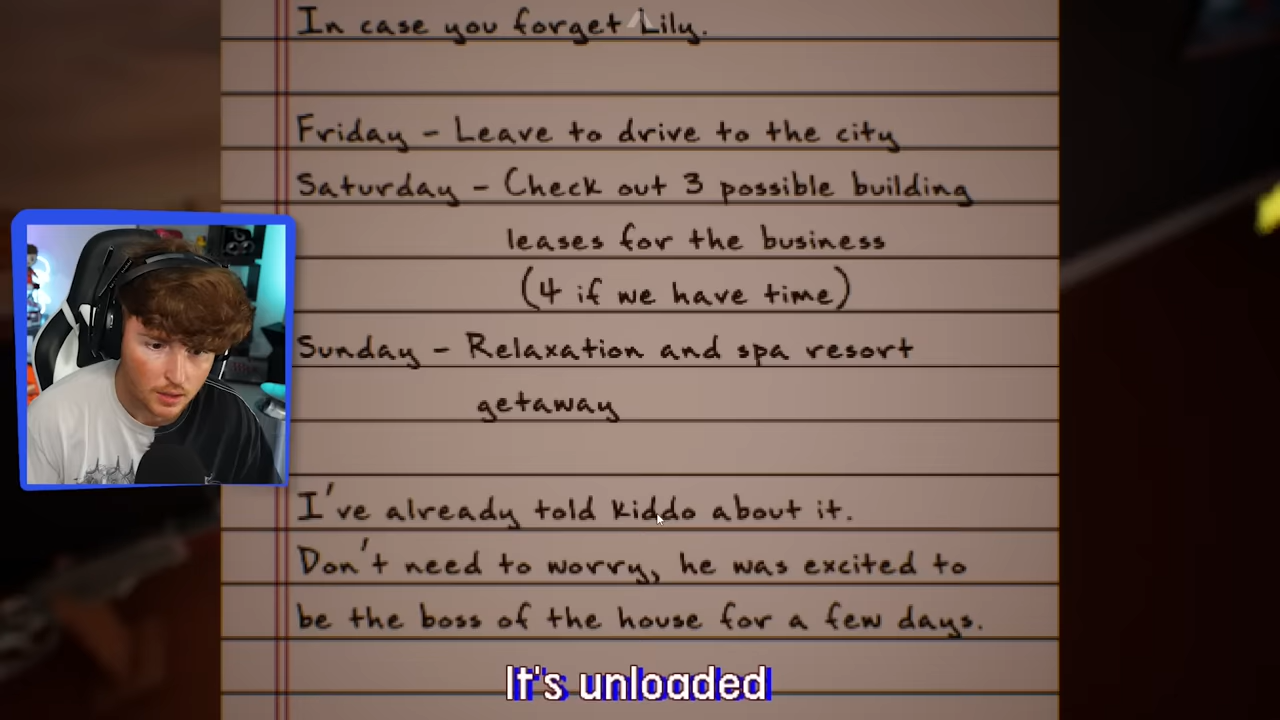 In case you forget Lily.
Friday - Leave to drive to the city
Saturday - Check out 3 possible building
leases for the business
(4 if we have time)
Sunday - Relaxation and spa resort
getaway
I've already told kiddo about it.
Don't need to worry, he was excited to
be the boss of the house for a few days.
It's unloaded